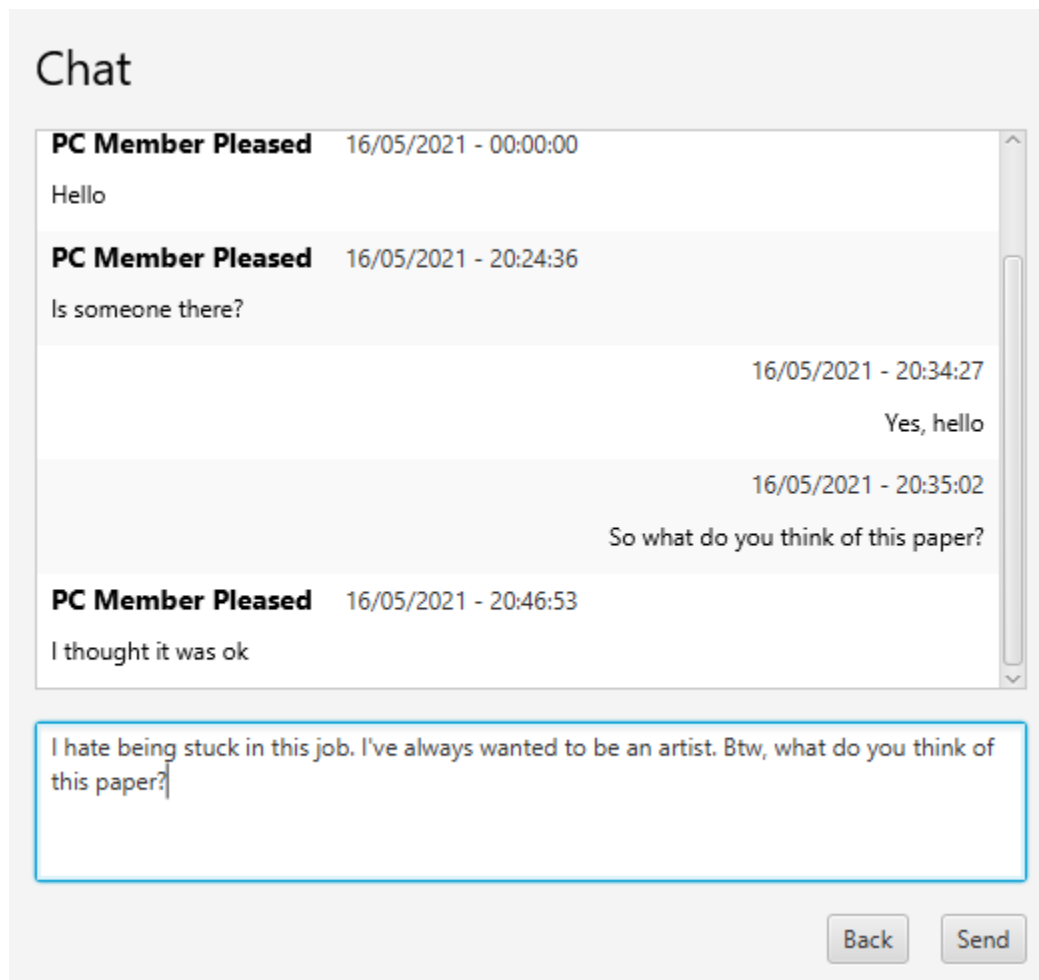 Chat
PC Member Pleased 16/05/2021 - 00:00:00
Hello
PC Member Pleased 16/05/2021 - 20:24:36
Is someone there?
16/05/2021 - 20:34:27
Yes, hello
16/05/2021 - 20:35:02
So what do you think of this paper?
PC Member Pleased 16/05/2021 - 20:46:53
I thought it was ok
I hate being stuck in this job. I've always wanted to be an artist. Btw, what do you think of
this paper?
Back Send